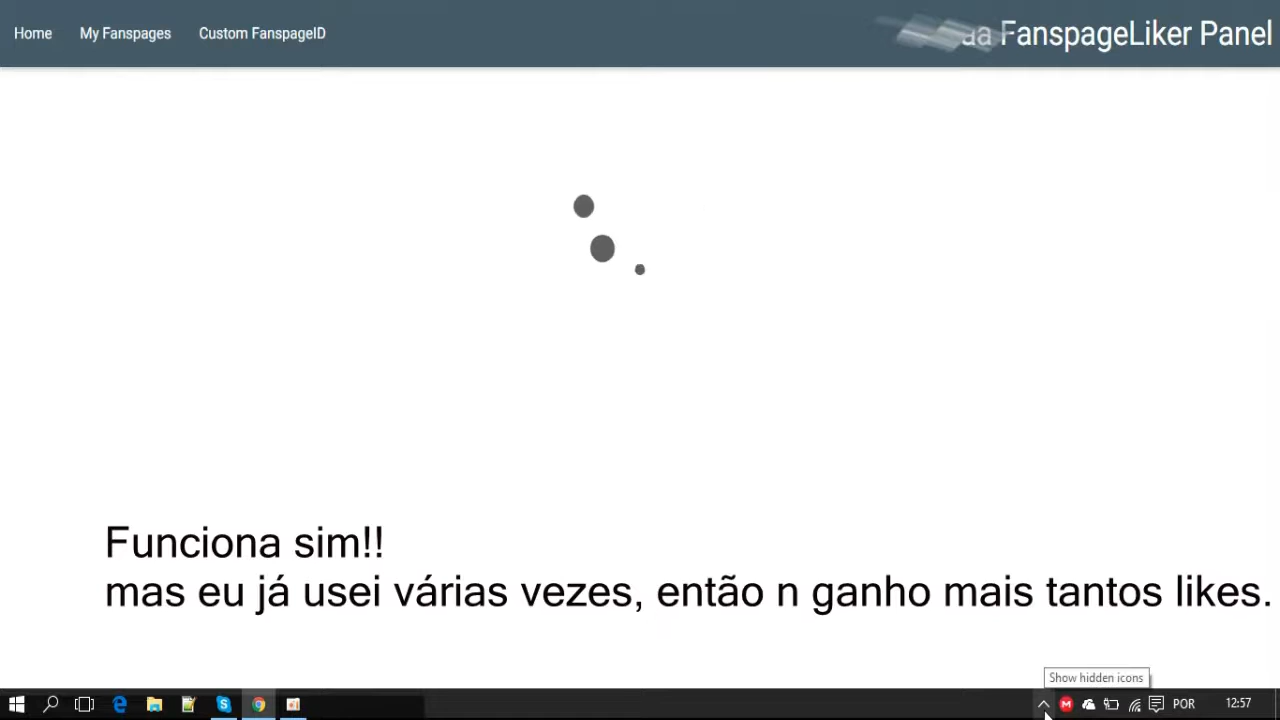 Home My Fanspages Custom FanspageID FanspageLiker Panel
Funciona sim!!
mas eu já usei várias vezes, então n ganho mais tantos likes.
Show hidden icons
POR 12:57